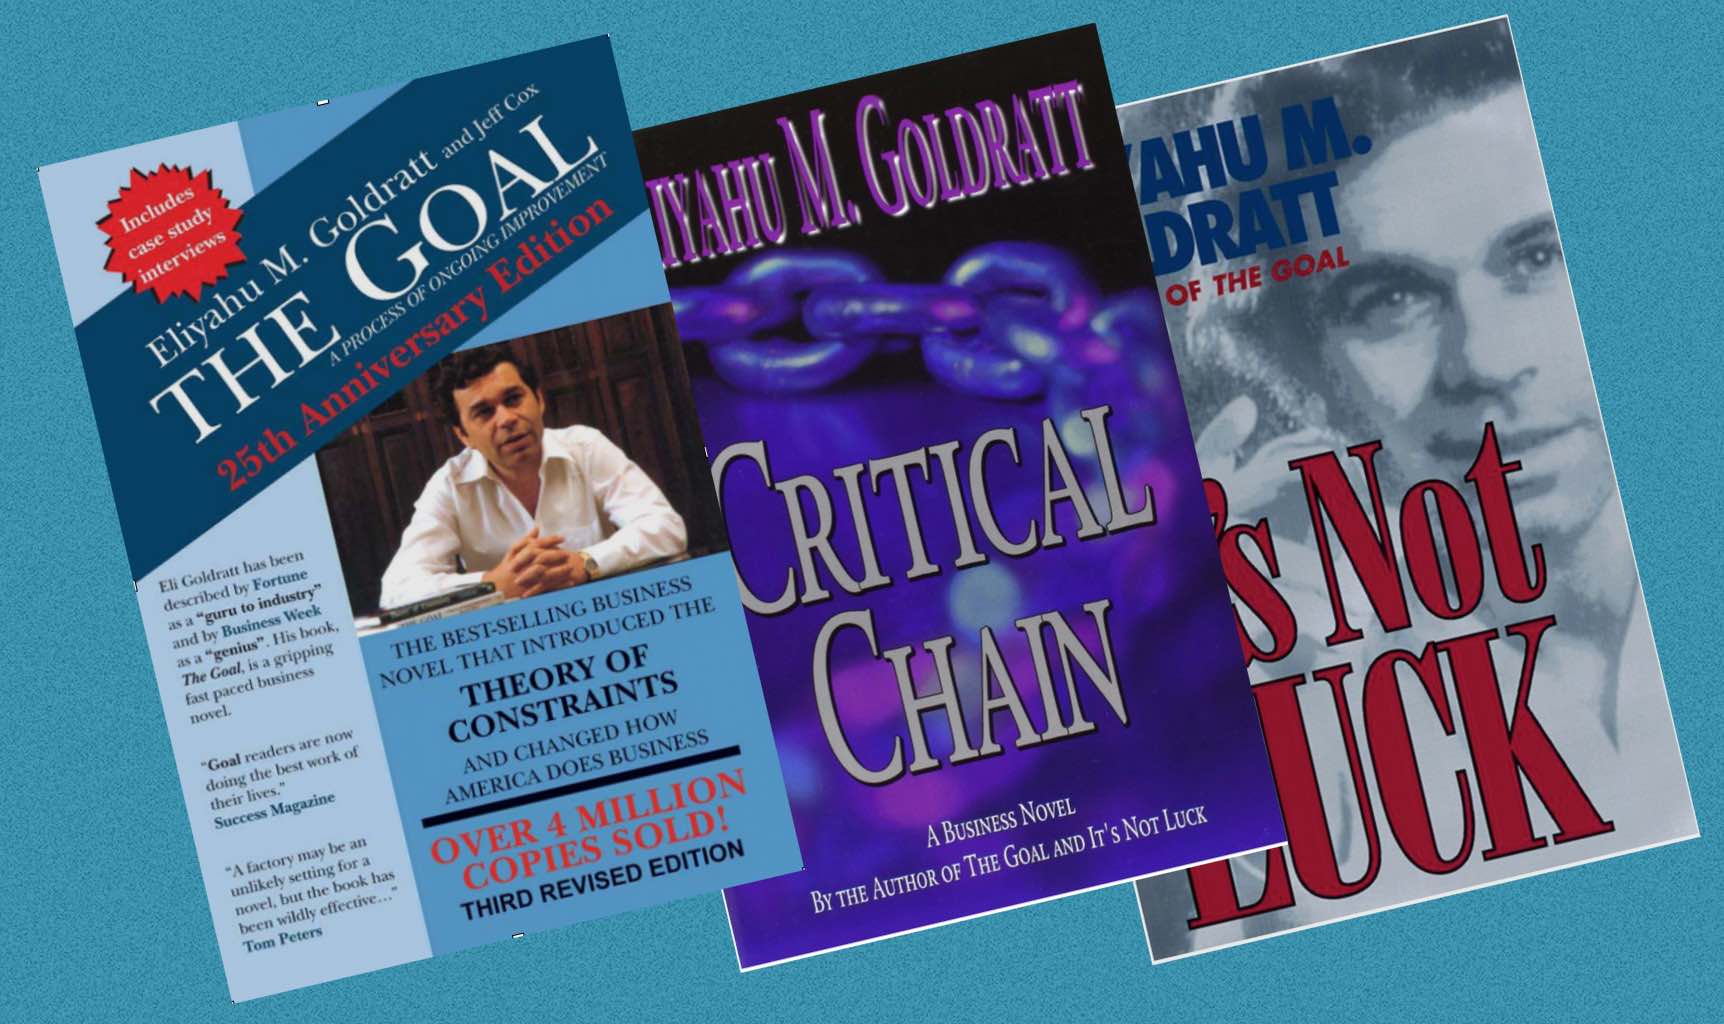 Includes
case study
interviews
Eliyahu M. Goldratt and Jeff Cox
THE GOAL
A PROCESS OF ONGOING IMPROVEMENT
25th Anniversary Edition
Eli Goldratt has been
described by Fortune
as a “guru to industry”
and by Business Week
as a “genius”. His book,
The Goal, is a gripping
fast paced business
novel.
“Goal readers are now
doing the best work of
their lives.”
Success Magazine
“A factory may be an
unlikely setting for a
novel, but the book has
been wildly effective...”
Tom Peters
THE BEST-SELLING BUSINESS
NOVEL THAT INTRODUCED THE
THEORY OF
CONSTRAINTS
AND CHANGED HOW
AMERICA DOES BUSINESS
OVER 4 MILLION
COPIES SOLD!
THIRD REVISED EDITION
IYAHU M. GOLDRATT
CRITICAL
CHAIN
A BUSINESS NOVEL
BY THE AUTHOR OF THE GOAL AND IT'S NOT LUCK
YAHU M.
DRATT
OF THE GOAL
's Not
LUCK